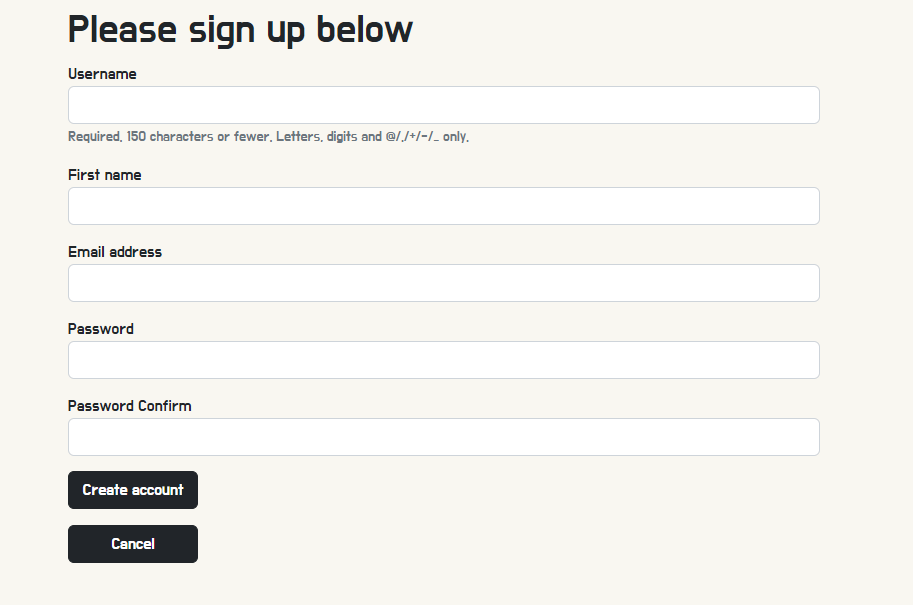 Please sign up below
Username
Required. 150 characters or fewer. Letters, digits and @/./+/-/_ only.
First name
Email address
Password
Password Confirm
Create account
Cancel